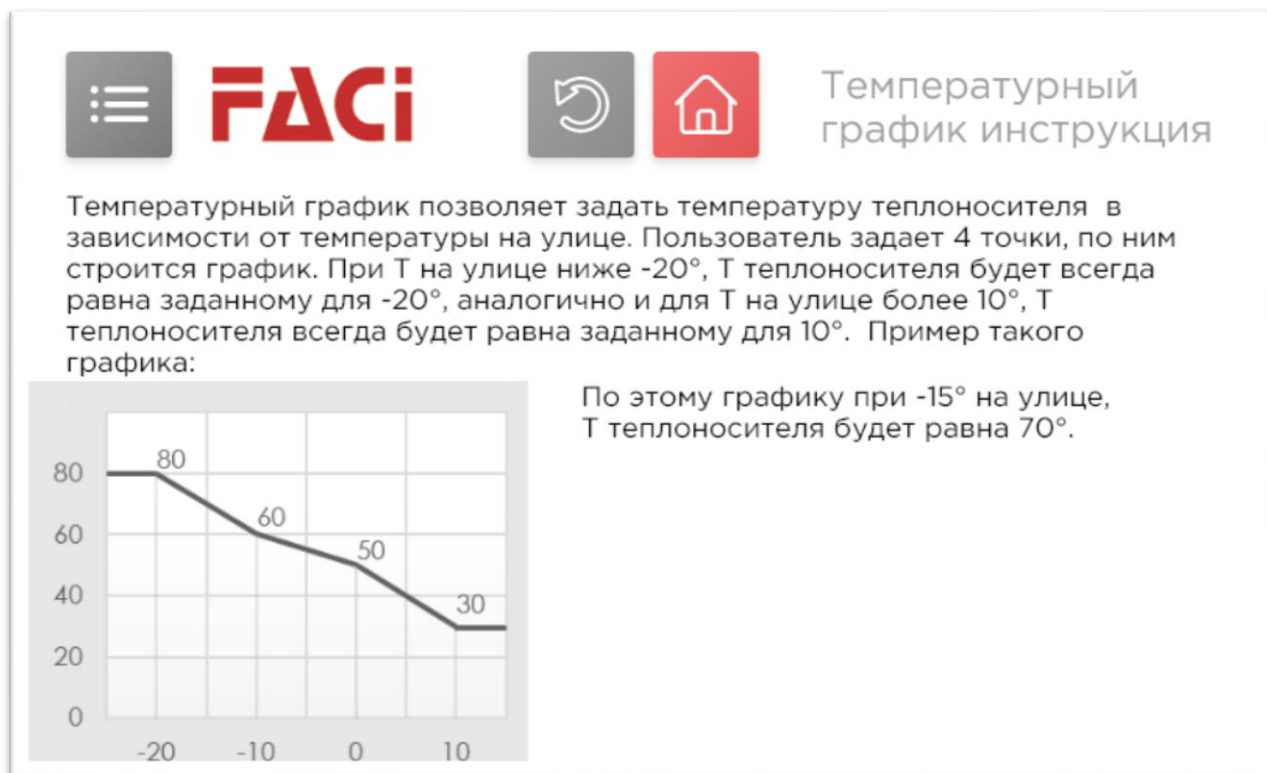 FACi
Температурный
график инструкция
Температурный график позволяет задать температуру теплоносителя в
зависимости от температуры на улице. Пользователь задает 4 точки, по ним
строится график. При Т на улице ниже -20°, Т теплоносителя будет всегда
равна заданному для -20°, аналогично и для Т на улице более 10°, Т
теплоносителя всегда будет равна заданному для 10°. Пример такого
графика:
По этому графику при -15° на улице,
Т теплоносителя будет равна 70°.
80
60
40
20
0
80
60
50
30
-20
-10
0
10